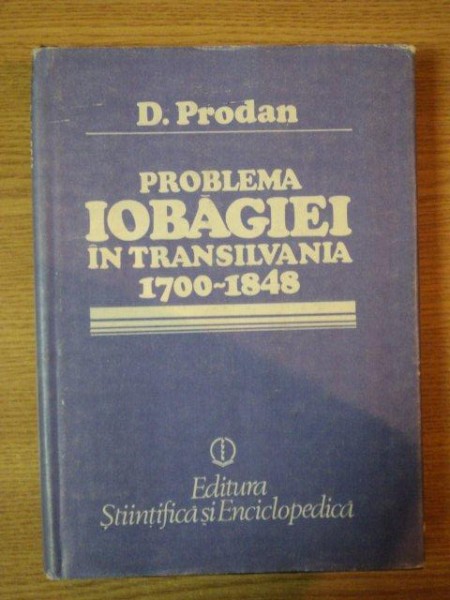 D. Prodan
PROBLEMA
IOBĂGIEI
ÎN TRANSILVANIA
1700-1848
Editura
Științifică și Enciclopedică